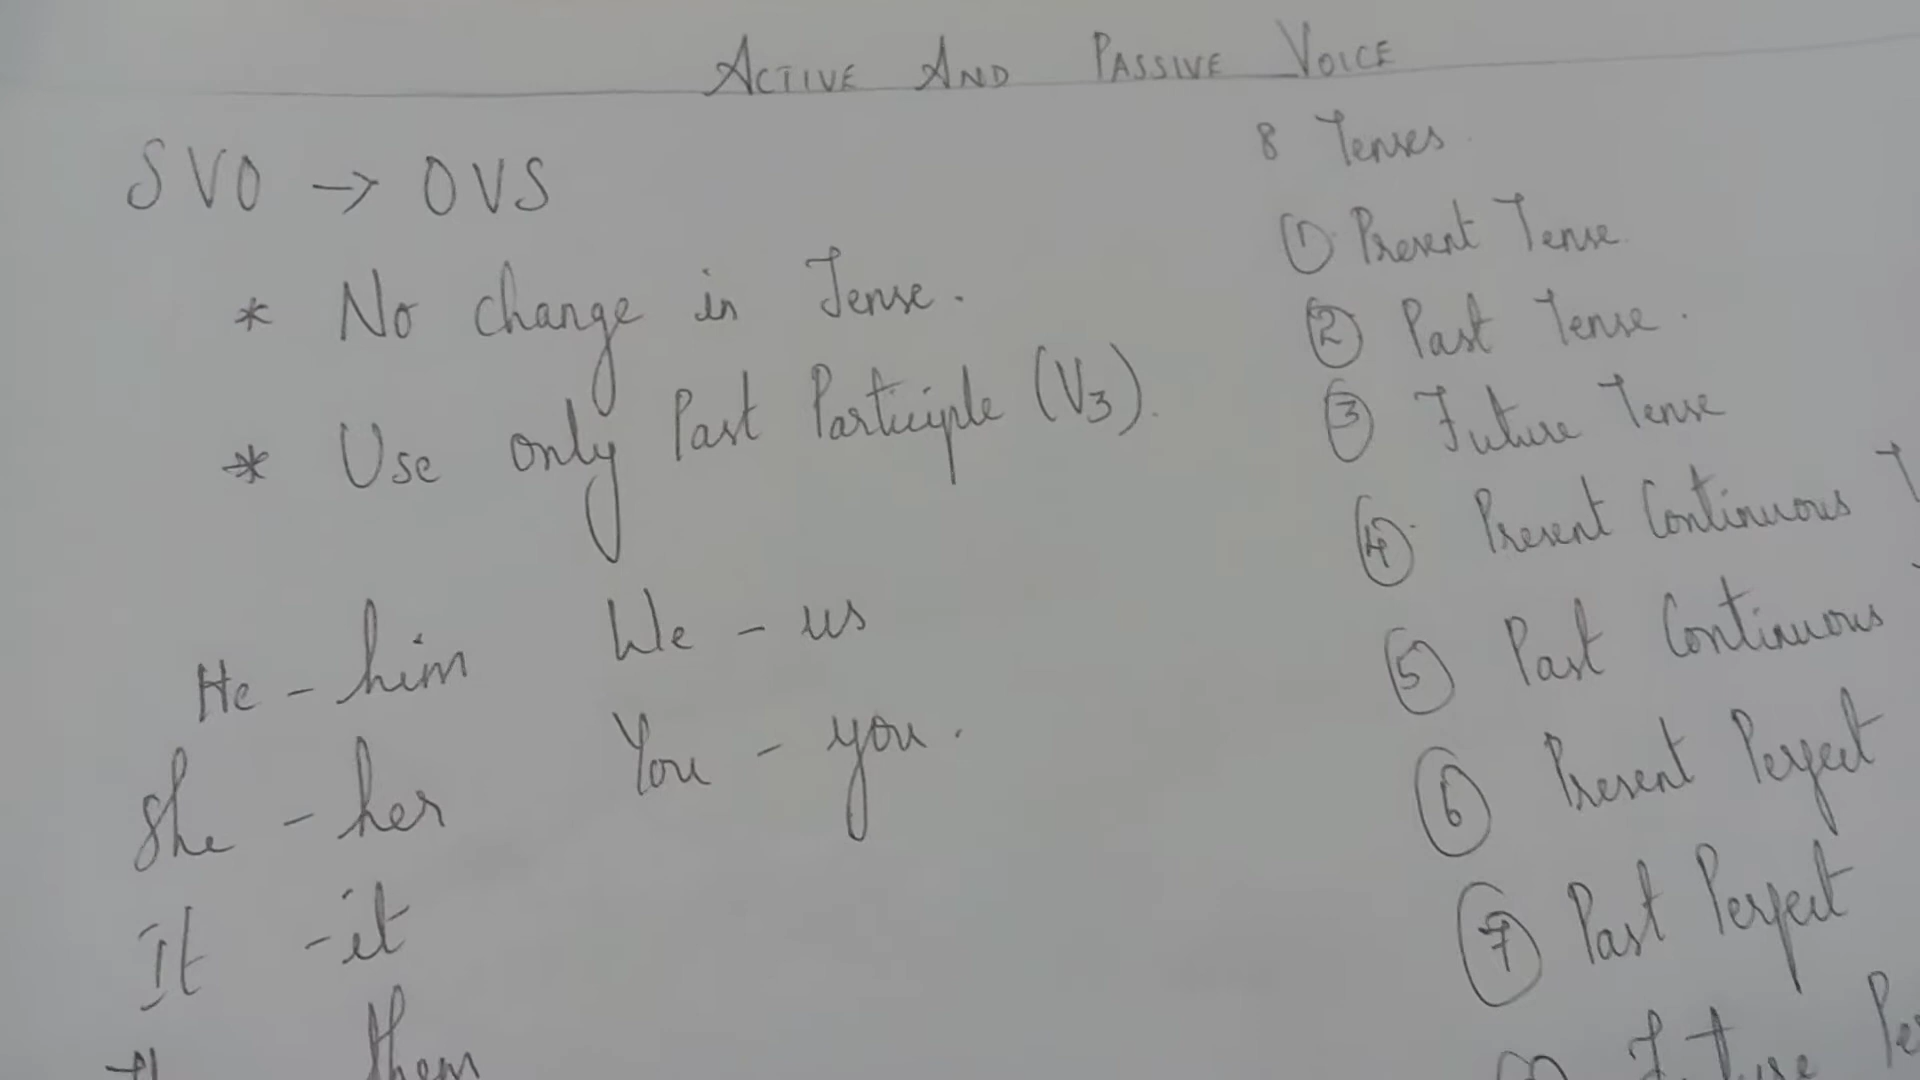 ACTIVE AND PASSIVE VOICE
SVO → OVS
* No change in Tense.
* Use only Past Participle (V3).
He - him
She - her
It - it
them
We - us
You - you.
8 Tenses.
① Present Tense.
② Past Tense.
③ Future Tense
④ Present Continuous
⑤ Past Continuous
⑥ Present Perfect
⑦ Past Perfect
Future